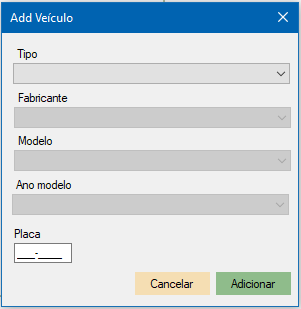 Add Veículo
Tipo
Fabricante
Modelo
Ano modelo
Placa
___-____
Cancelar Adicionar